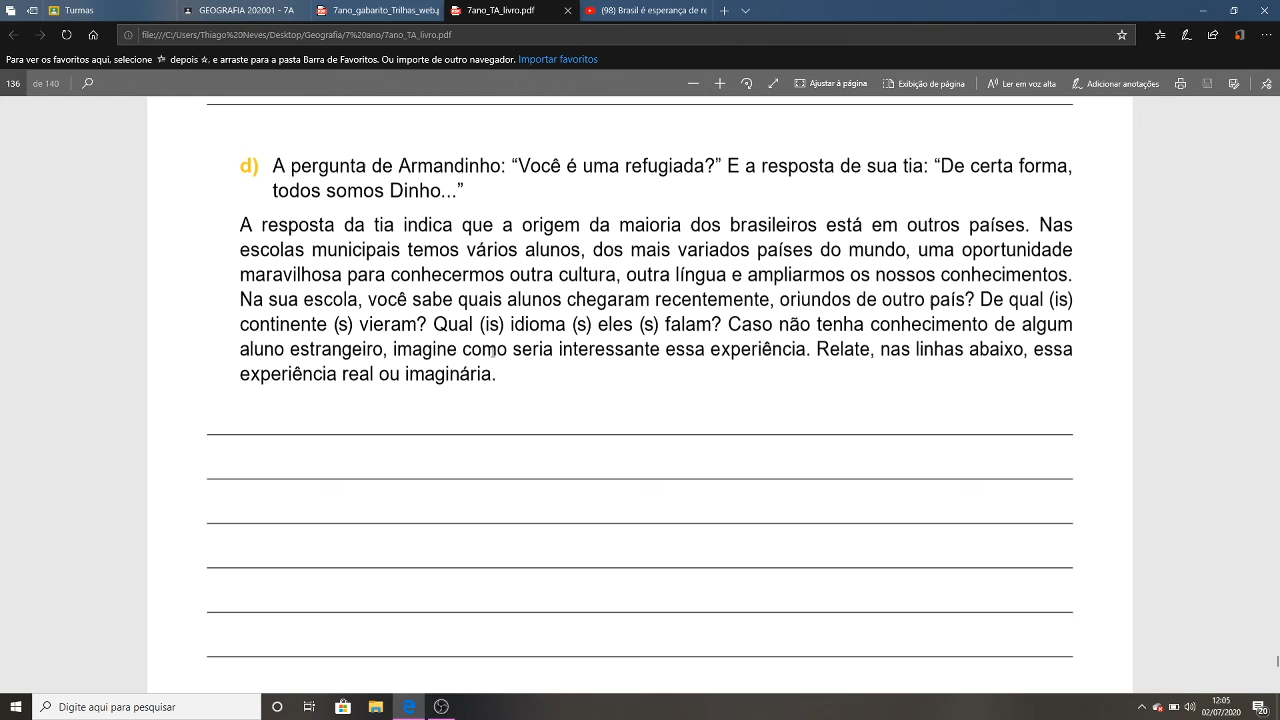 Turmas
GEOGRAFIA 202001 - 7A
7ano_gabarito_Trilhas_web.p
7ano_TA_livro.pdf
(98) Brasil é esperança de re
file:///C:/Users/Thiago%20Neves/Desktop/Geografia/7%20ano/7ano_TA_livro.pdf
Para ver os favoritos aqui, selecione depois, e arraste para a pasta Barra de Favoritos. Ou importe de outro navegador. Importar favoritos
136 de 140
Ajustar à página
Exibição de página
Ler em voz alta
Adicionar anotações
d) A pergunta de Armandinho: “Você é uma refugiada?” E a resposta de sua tia: “De certa forma,
todos somos Dinho...”
A resposta da tia indica que a origem da maioria dos brasileiros está em outros países. Nas
escolas municipais temos vários alunos, dos mais variados países do mundo, uma oportunidade
maravilhosa para conhecermos outra cultura, outra língua e ampliarmos os nossos conhecimentos.
Na sua escola, você sabe quais alunos chegaram recentemente, oriundos de outro país? De qual (is)
continente (s) vieram? Qual (is) idioma (s) eles (s) falam? Caso não tenha conhecimento de algum
aluno estrangeiro, imagine como seria interessante essa experiência. Relate, nas linhas abaixo, essa
experiência real ou imaginária.
Digite aqui para pesquisar
12:05
02/07/2020
20